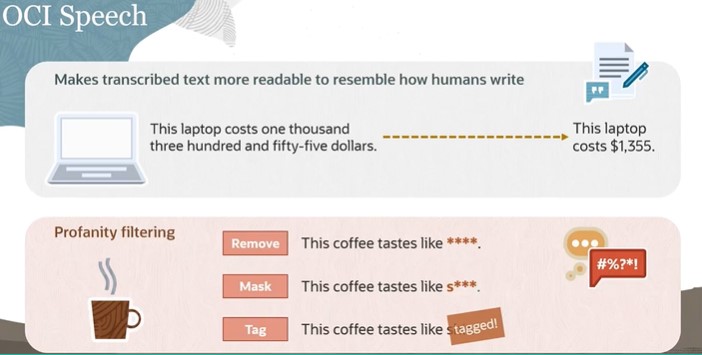 OCI Speech
Makes transcribed text more readable to resemble how humans write
This laptop costs one thousand
three hundred and fifty-five dollars.
This laptop
costs $1,355.
Profanity filtering
Remove
This coffee tastes like ****.
#%?*!
Mask
This coffee tastes like s***.
Tag
This coffee tastes like s
tagged!